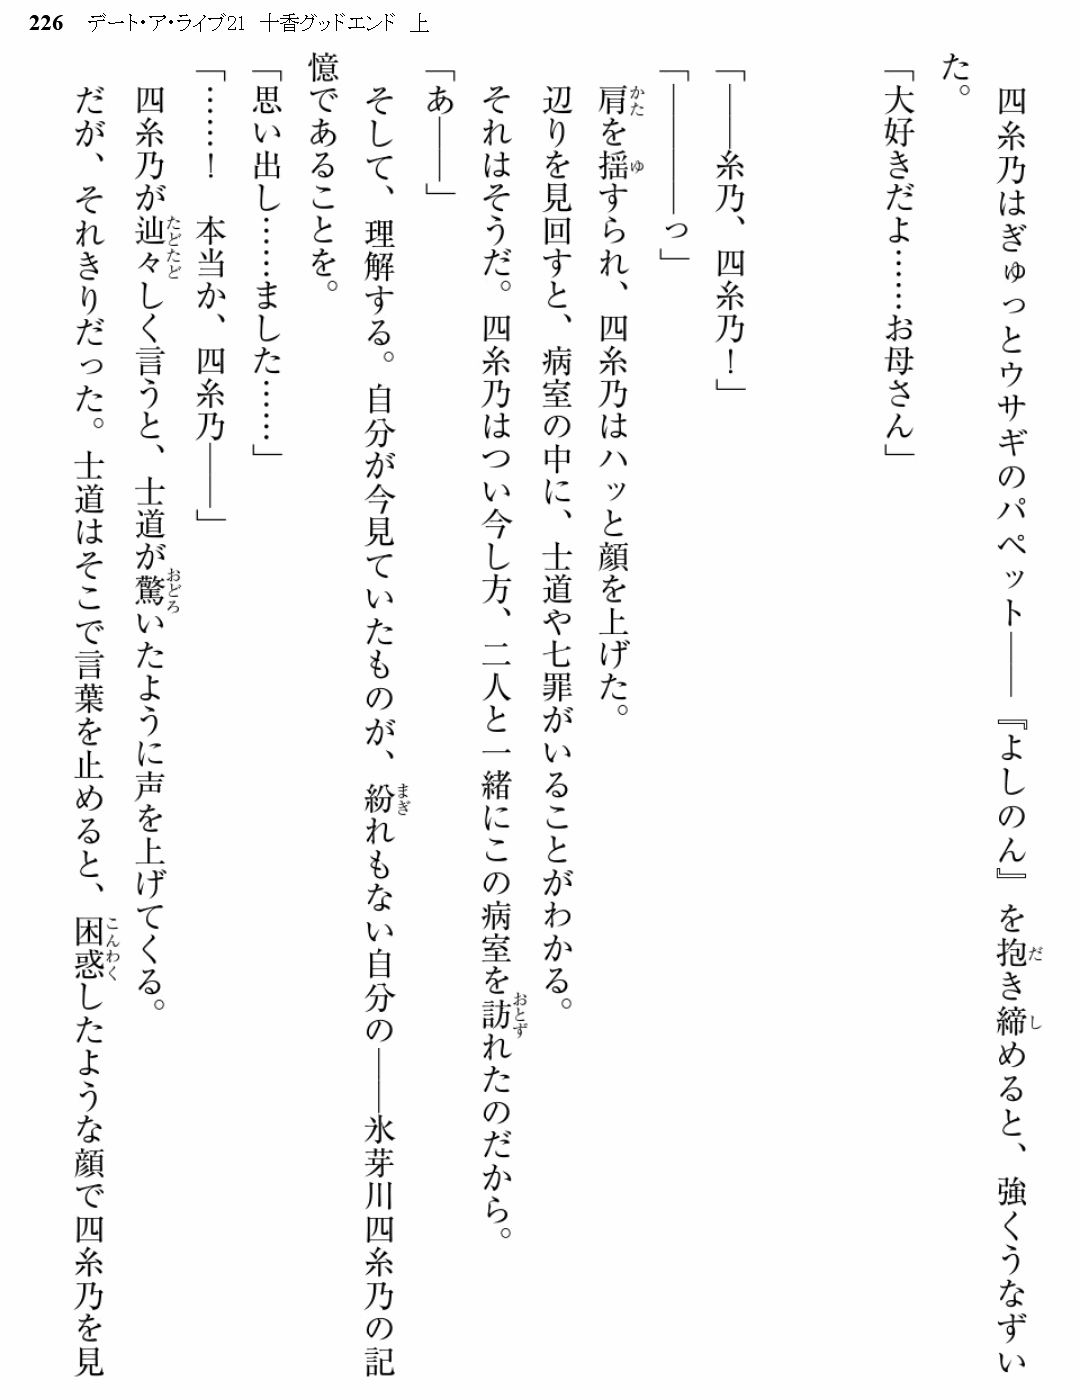 226 デート・ア・ライブ21 十香グッドエンド 上
四糸乃はぎゅっとウサギのパペット――『よしのん』を抱き締めると、強くうなずい
た。
「大好きだよ……お母さん」
「――糸乃、四糸乃！」
「――――っ」
肩を揺すられ、四糸乃はハッと顔を上げた。
辺りを見回すと、病室の中に、士道や七罪がいることがわかる。
それはそうだ。四糸乃はつい今し方、二人と一緒にこの病室を訪れたのだから。
「あ――」
そして、理解する。自分が今見ていたものが、紛れもない自分の――氷芽川四糸乃の記
憶であることを。
「思い出し……ました……」
「……！　本当か、四糸乃――」
四糸乃が辿々しく言うと、士道が驚いたように声を上げてくる。
だが、それきりだった。士道はそこで言葉を止めると、困惑したような顔で四糸乃を見